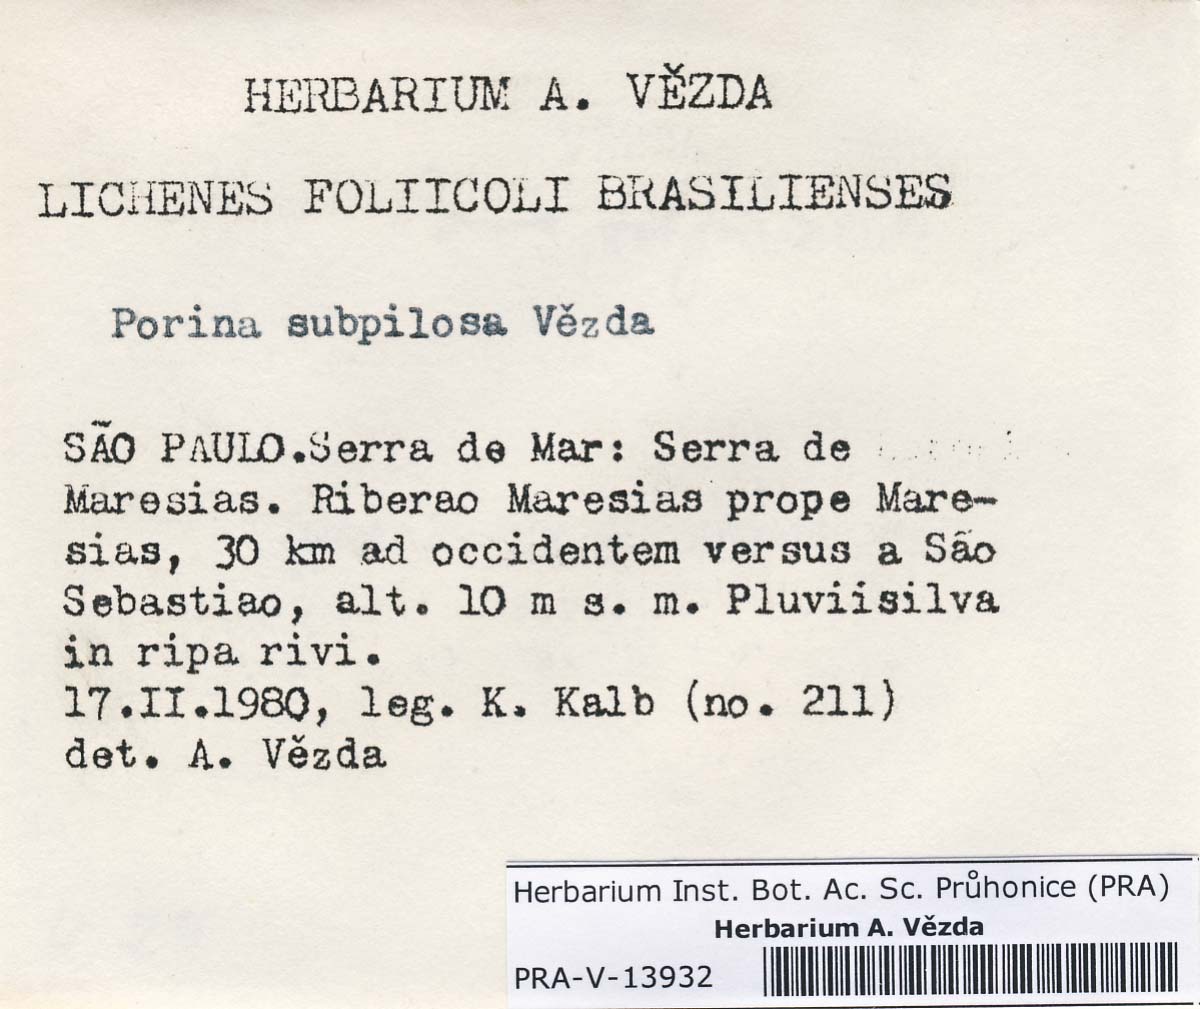 HERBARIUM A. VĚZDA
LICHENES FOLIICOLI BRASILIENSES
Porina subpilosa Vězda
SÃO PAULO.Serra de Mar: Serra de
Maresias. Riberao Maresias prope Mare-
sias, 30 km ad occidentem versus a São
Sebastiao, alt. 10 m s. m. Pluviisilva
in ripa rivi.
17.II.1980, leg. K. Kalb (no. 211)
det. A. Vězda
Herbarium Inst. Bot. Ac. Sc. Průhonice (PRA)
Herbarium A. Vězda
PRA-V-13932